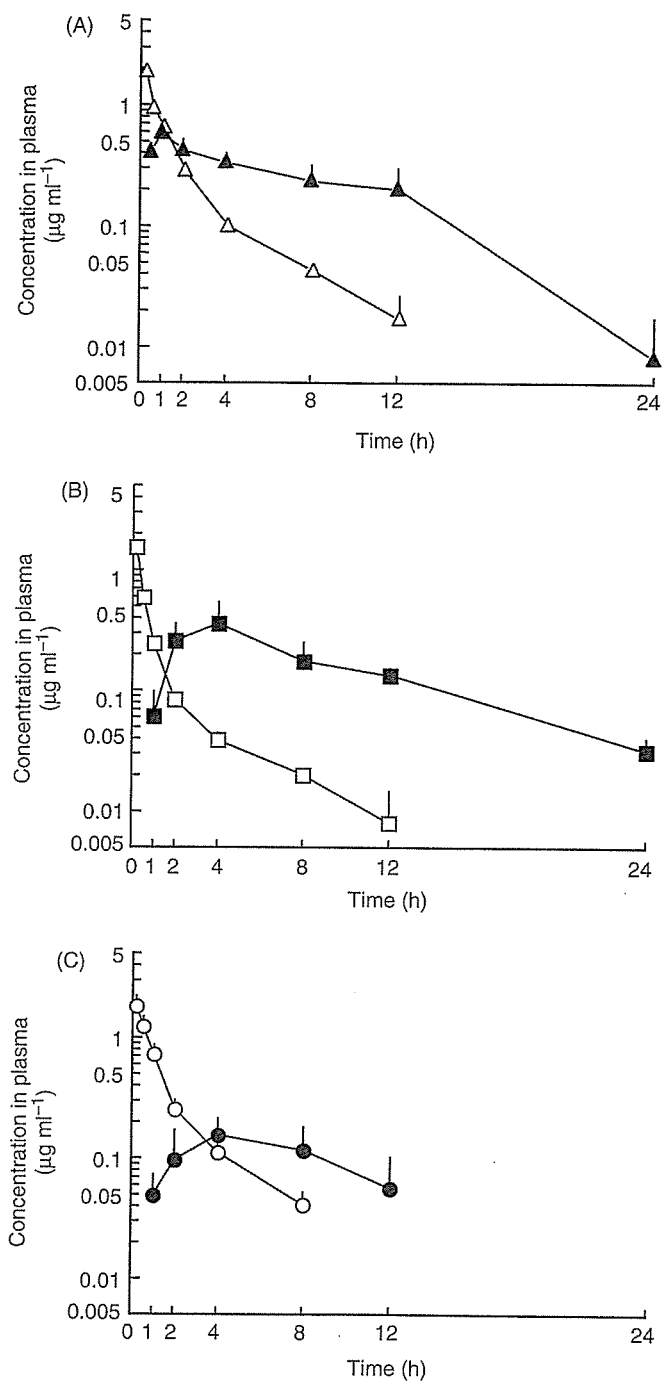 (A)
Concentration in plasma
(μg ml⁻¹)
5
1
0.5
0.1
0.05
0.01
0.005
0 1 2 4 8 12 24
Time (h)
(B)
Concentration in plasma
(μg ml⁻¹)
5
1
0.5
0.1
0.05
0.01
0.005
0 1 2 4 8 12 24
Time (h)
(C)
Concentration in plasma
(μg ml⁻¹)
5
1
0.5
0.1
0.05
0.01
0.005
0 1 2 4 8 12 24
Time (h)